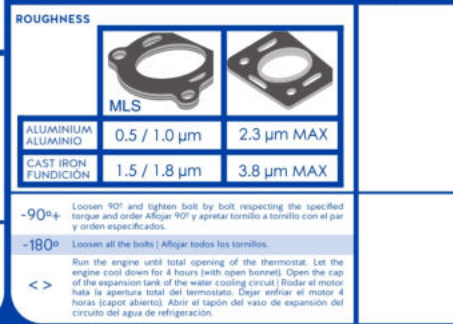 ROUGHNESS
MLS
ALUMINIUM
ALUMINIO
0.5 / 1.0 µm
2.3 µm MAX
CAST IRON
FUNDICIÓN
1.5 / 1.8 µm
3.8 µm MAX
-90º+
Loosen 90º and tighten bolt by bolt respecting the specified
torque and order Aflojar 90º y apretar tornillo a tornillo con el par
y orden especificados.
-180º
Loosen all the bolts | Aflojar todos los tornillos.
< >
Run the engine until total opening of the thermostat. Let the
engine cool down for 4 hours (with open bonnet). Open the cap
of the expansion tank of the water cooling circuit | Rodar el motor
hata la apertura total del termostato. Dejar enfriar el motor 4
horas (capot abierto). Abrir el tapón del vaso de expansión del
circuito del agua de refrigeración.